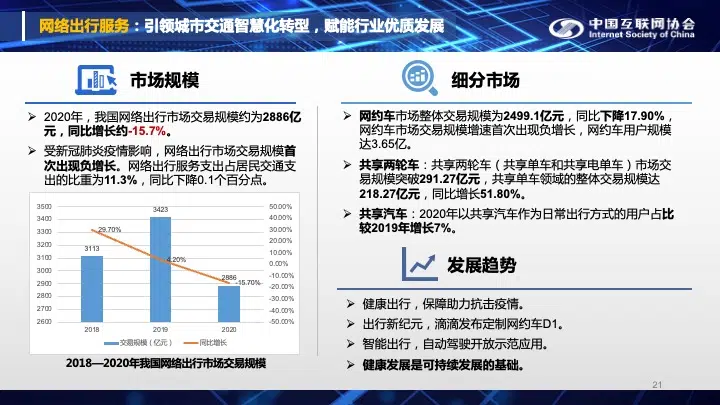 网络出行服务：引领城市交通智慧化转型，赋能行业优质发展
中国互联网协会
Internet Society of China
市场规模
➢ 2020年，我国网络出行市场交易规模约为2886亿
元，同比增长约-15.7%。
➢ 受新冠肺炎疫情影响，网络出行市场交易规模首
次出现负增长。网络出行服务支出占居民交通支
出的比重为11.3%，同比下降0.1个百分点。
3500
3400
3300
3200
3100
3000
2900
2800
2700
2600
50.00%
40.00%
30.00%
20.00%
10.00%
0.00%
-10.00%
-20.00%
-30.00%
-40.00%
-50.00%
3113
3423
2886
29.70%
4.20%
-15.70%
2018 2019 2020
交易规模（亿元） 同比增长
2018—2020年我国网络出行市场交易规模
细分市场
➢ 网约车市场整体交易规模为2499.1亿元，同比下降17.90%，
网约车市场交易规模增速首次出现负增长，网约车用户规模
达3.65亿。
➢ 共享两轮车：共享两轮车（共享单车和共享电单车）市场交
易规模突破291.27亿元，共享单车领域的整体交易规模达
218.27亿元，同比增长51.80%。
➢ 共享汽车：2020年以共享汽车作为日常出行方式的用户占比
较2019年增长7%。
发展趋势
➢ 健康出行，保障助力抗击疫情。
➢ 出行新纪元，滴滴发布定制网约车D1。
➢ 智能出行，自动驾驶开放示范应用。
➢ 健康发展是可持续发展的基础。
21